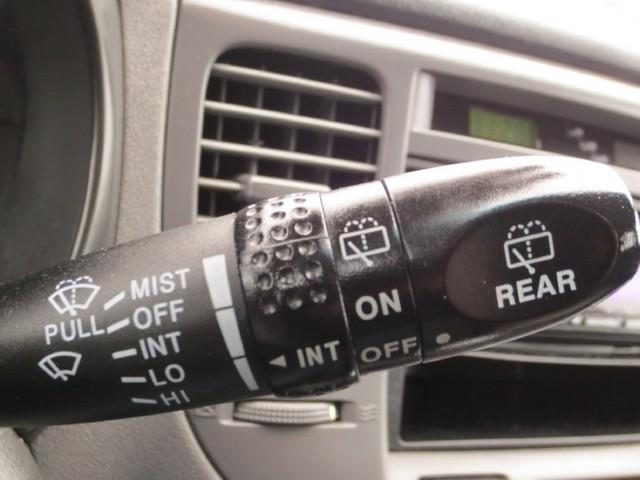 MIST
PULL OFF
INT
LO
HI
INT
ON
OFF
REAR